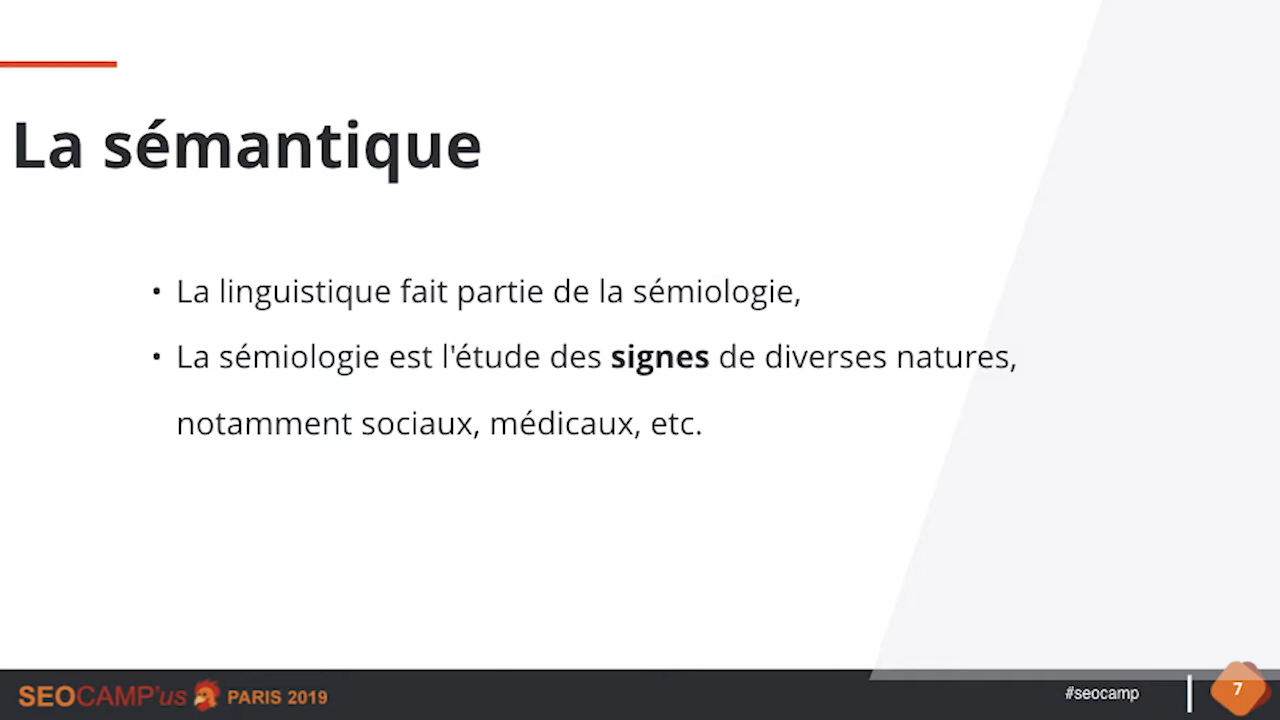 La sémantique
• La linguistique fait partie de la sémiologie,
• La sémiologie est l'étude des signes de diverses natures,
notamment sociaux, médicaux, etc.
SEOCAMP'us PARIS 2019
#seocamp
7